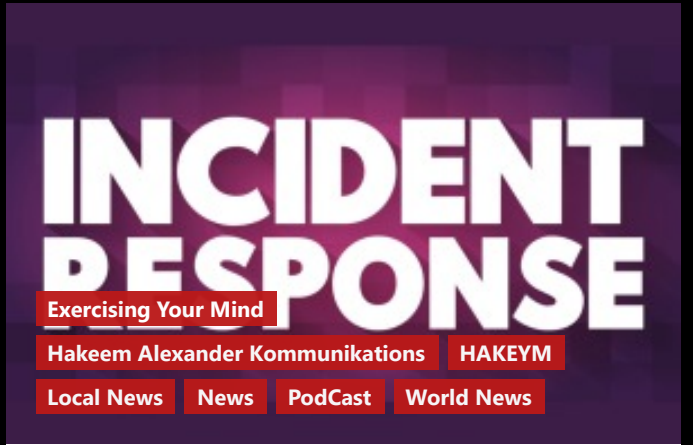 INCIDENT
RESPONSE
Exercising Your Mind
Hakeem Alexander Kommunikations HAKEYM
Local News News PodCast World News